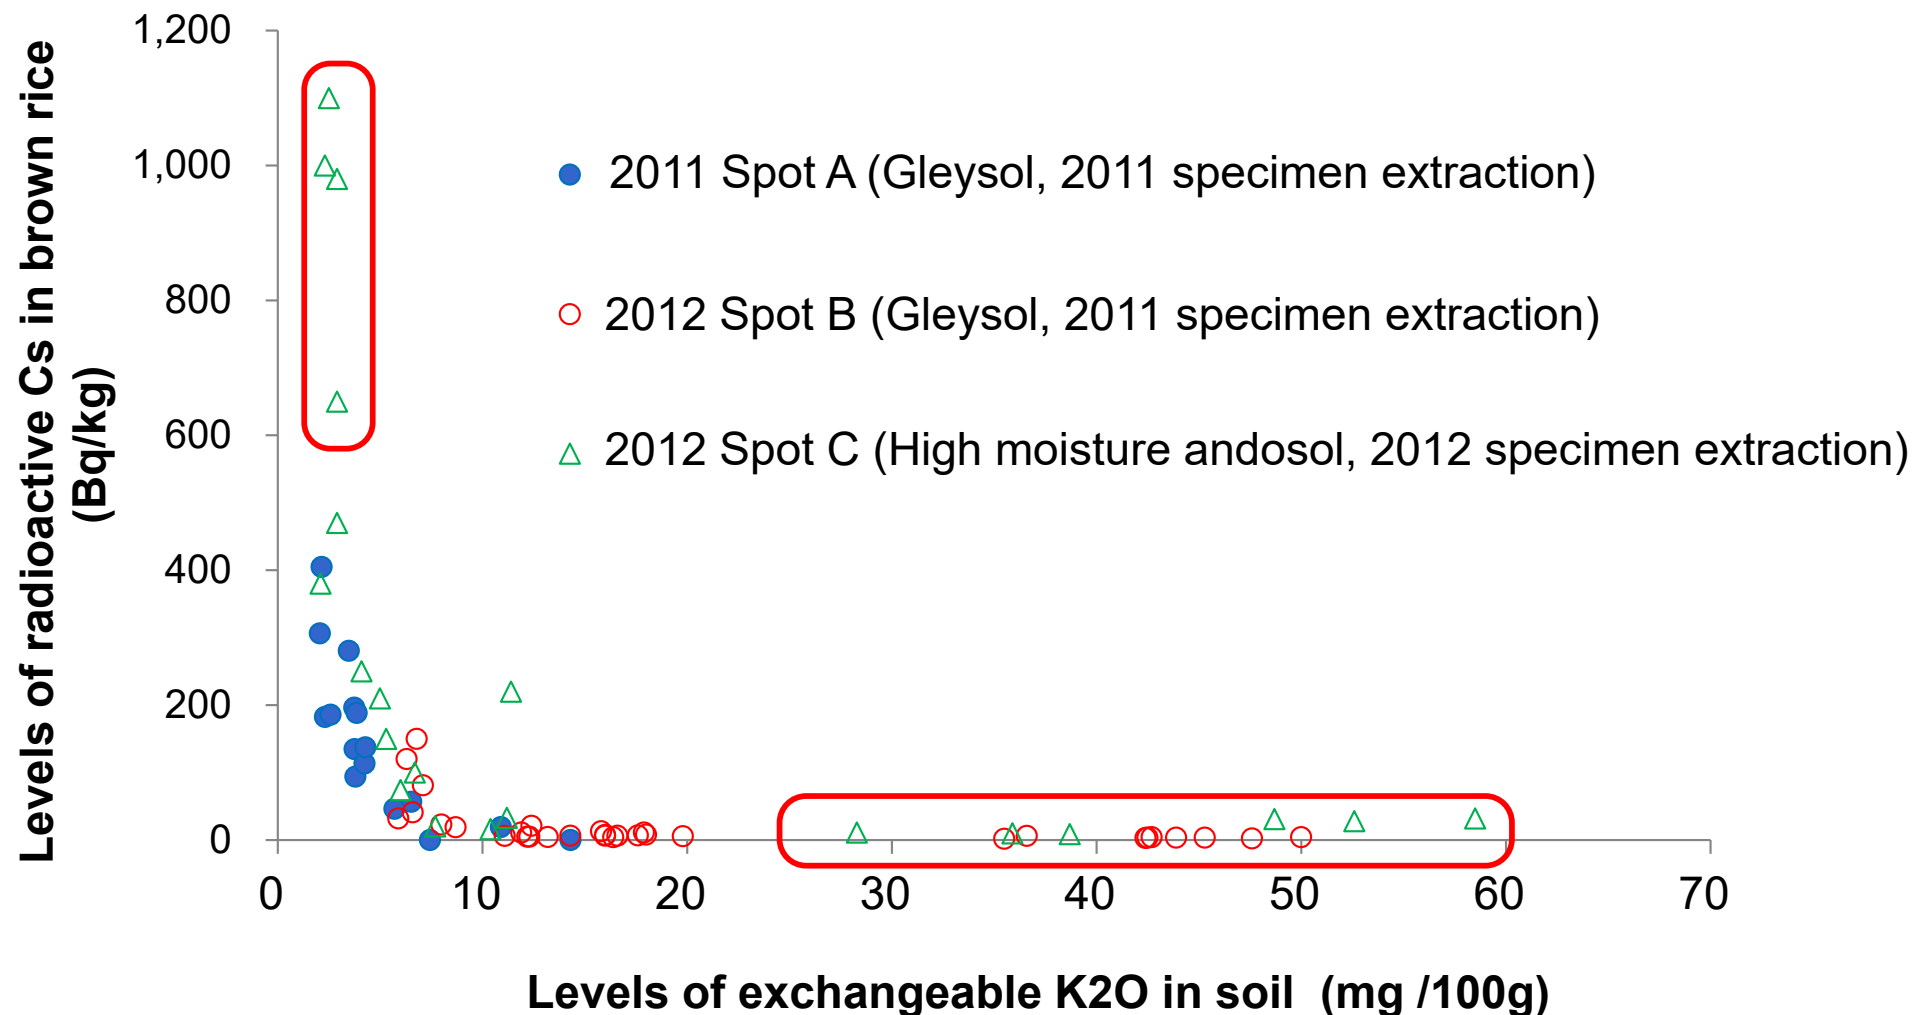 Levels of radioactive Cs in brown rice
(Bq/kg)
1,200
1,000
800
600
400
200
0
2011 Spot A (Gleysol, 2011 specimen extraction)
2012 Spot B (Gleysol, 2011 specimen extraction)
2012 Spot C (High moisture andosol, 2012 specimen extraction)
0 10 20 30 40 50 60 70
Levels of exchangeable K2O in soil (mg /100g)